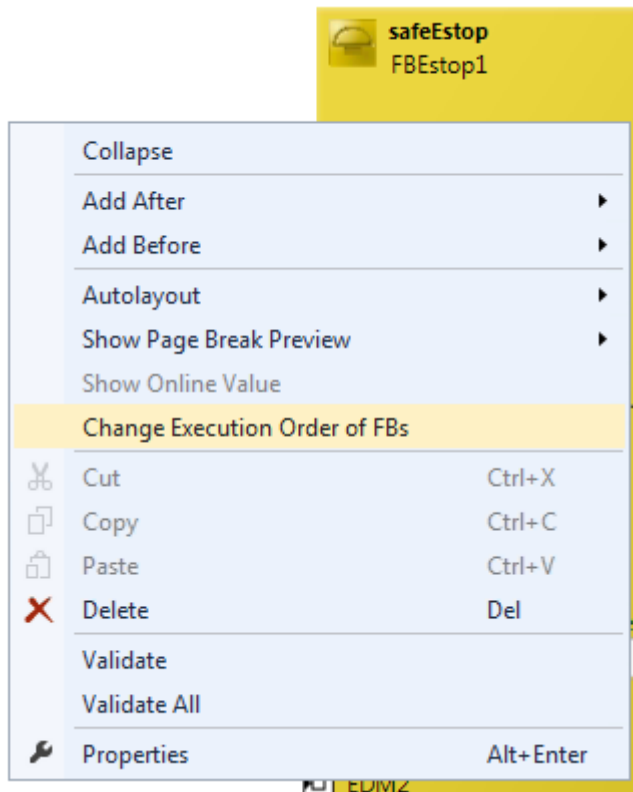 safeEstop
FBEstop1
Collapse
Add After
Add Before
Autolayout
Show Page Break Preview
Show Online Value
Change Execution Order of FBs
Cut Ctrl+X
Copy Ctrl+C
Paste Ctrl+V
Delete Del
Validate
Validate All
Properties Alt+Enter
EDM2